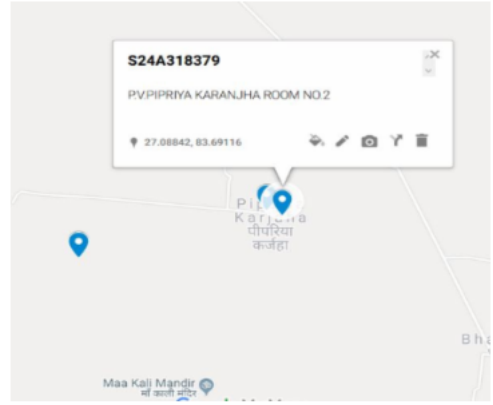 S24A318379
P.V.PIPRIYA KARANJHA ROOM NO.2
27.08842, 83.69116
पीपरिया
कर्जहा
Maa Kali Mandir
माँ काली मंदिर